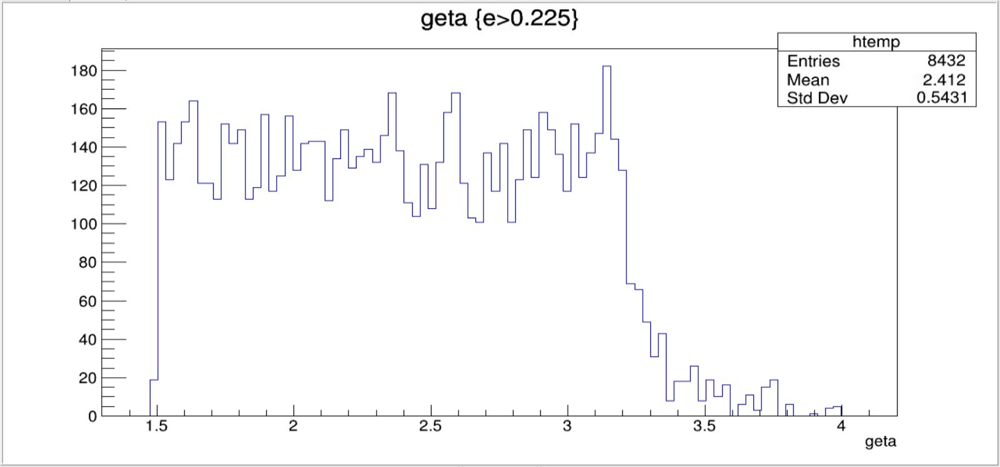 geta {e>0.225}
htemp
Entries 8432
Mean 2.412
Std Dev 0.5431
180
160
140
120
100
80
60
40
20
0
1.5 2 2.5 3 3.5 4
geta